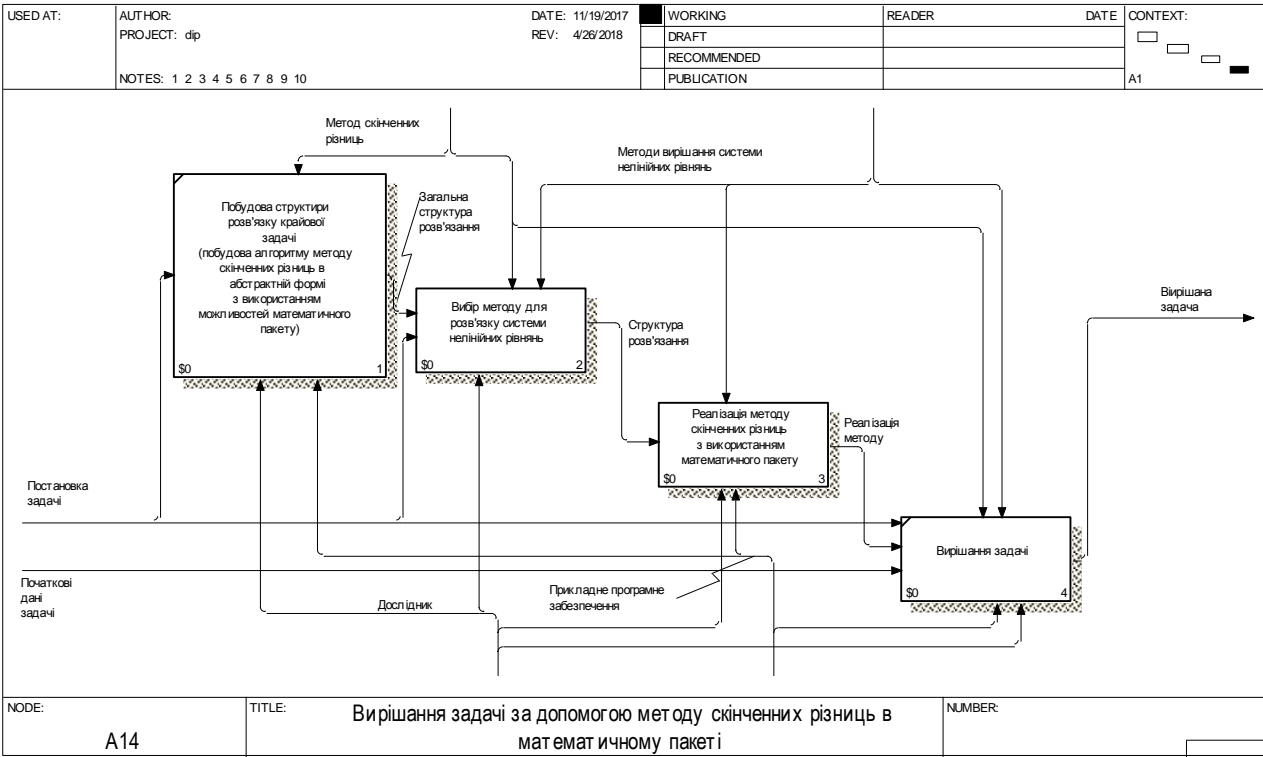 USED AT:
AUTHOR:
DATE: 11/19/2017
PROJECT: dip
REV: 4/26/2018
NOTES: 1 2 3 4 5 6 7 8 9 10
WORKING
DRAFT
RECOMMENDED
PUBLICATION
READER
DATE
CONTEXT:
A1
Метод скінченних
різниць
Методи вирішання системи
нелінійних рівнянь
Побудова структири
розв'язку крайової
задачі
(побудова алгоритму методу
скінченних різниць в
абстрактній формі
з використанням
можливостей математичного
пакету)
$0
1
Загальна
структура
розв'язання
Вибір методу для
розв'язку системи
нелінійних рівнянь
$0
2
Структура
розв'язання
Вїирішана
задача
Реалізація методу
скінченних різниць
з використанням
математичного пакету
$0
3
Реалізація
методу
Постановка
задачі
Вирішання задачі
$0
4
Початкові
дані
задачі
Дослідник
Прикладне програмне
забезпечення
NODE:
A14
TITLE:
Вирішання задачі за допомогою методу скінченних різниць в
математичному пакеті
NUMBER: